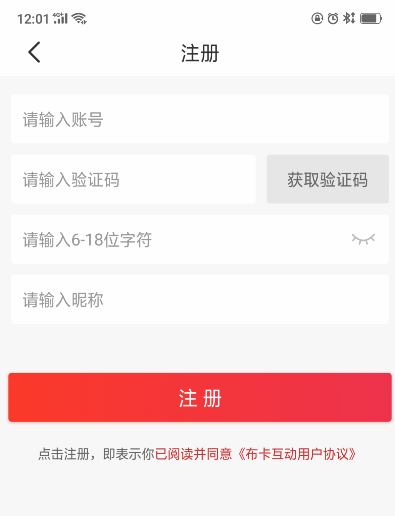 12:01
注册
请输入账号
请输入验证码 获取验证码
请输入6-18位字符
请输入昵称
注 册
点击注册，即表示你已阅读并同意《布卡互动用户协议》